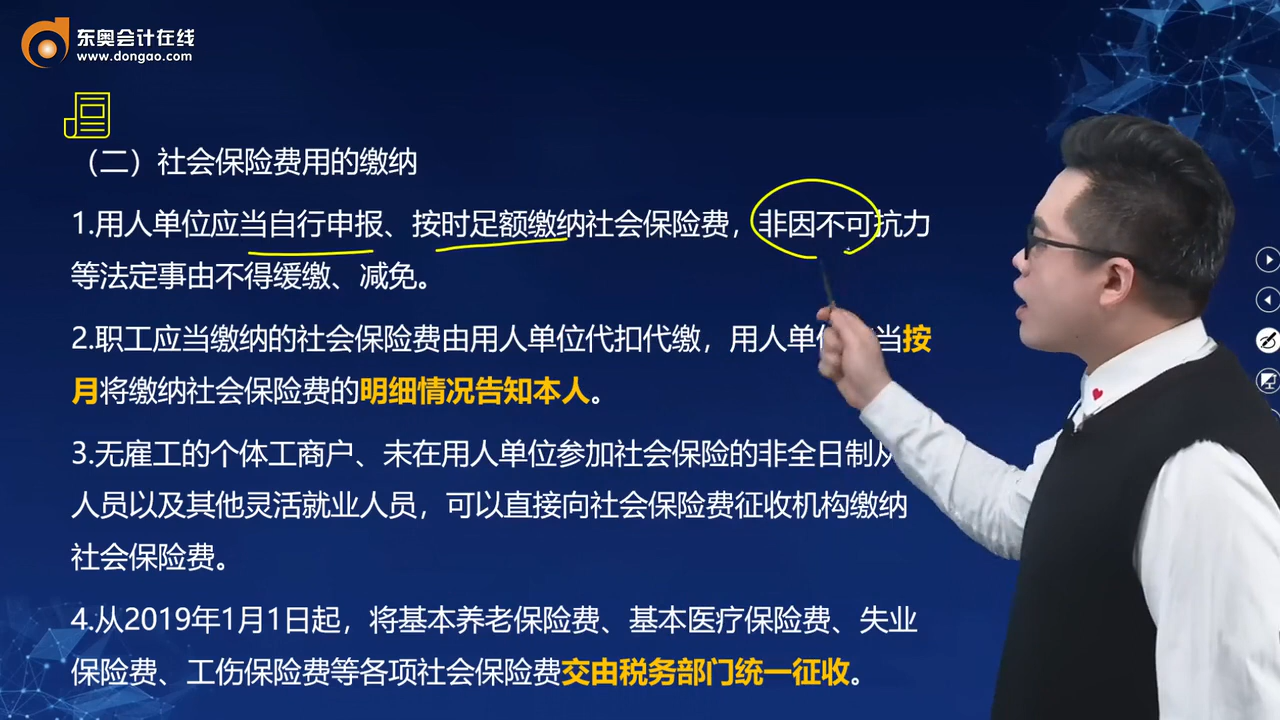 东奥会计在线
www.dongao.com
（二）社会保险费用的缴纳
1.用人单位应当自行申报、按时足额缴纳社会保险费，非因不可抗力
等法定事由不得缓缴、减免。
2.职工应当缴纳的社会保险费由用人单位代扣代缴，用人单 当按
月将缴纳社会保险费的明细情况告知本人。
3.无雇工的个体工商户、未在用人单位参加社会保险的非全日制
人员以及其他灵活就业人员，可以直接向社会保险费征收机构缴纳
社会保险费。
4.从2019年1月1日起，将基本养老保险费、基本医疗保险费、失业
保险费、工伤保险费等各项社会保险费交由税务部门统一征收。